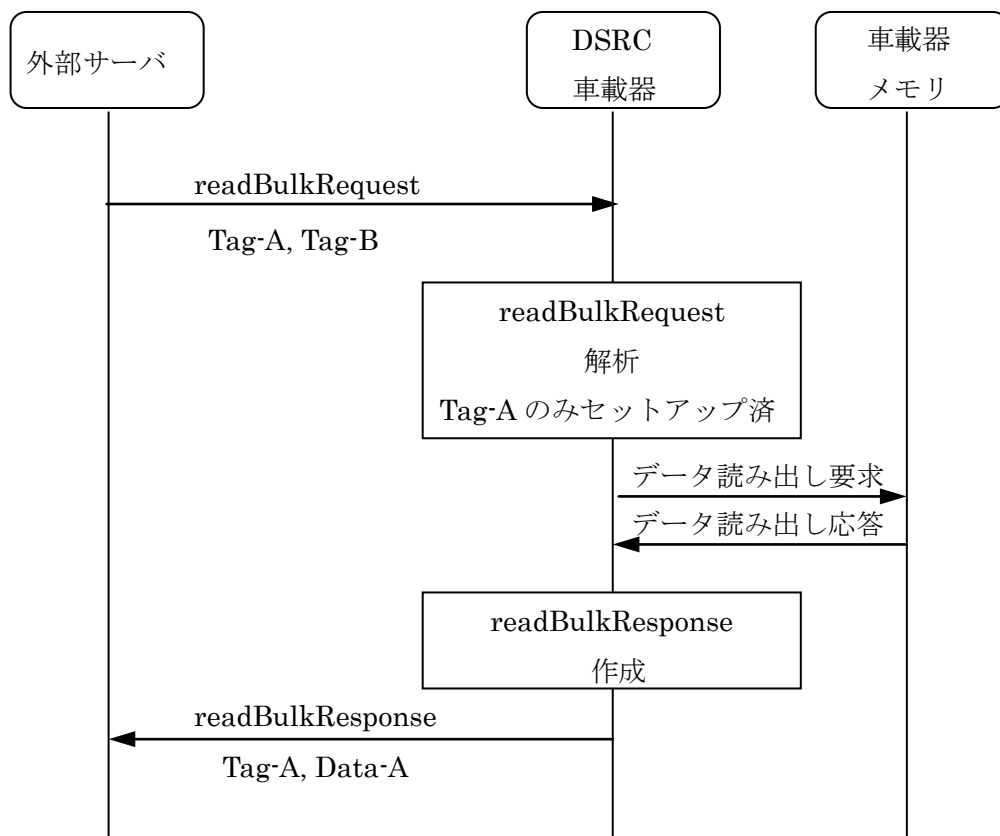 外部サーバ
DSRC
車載器
車載器
メモリ
readBulkRequest
Tag-A, Tag-B
readBulkRequest
解析
Tag-A のみセットアップ済
データ読み出し要求
データ読み出し応答
readBulkResponse
作成
readBulkResponse
Tag-A, Data-A